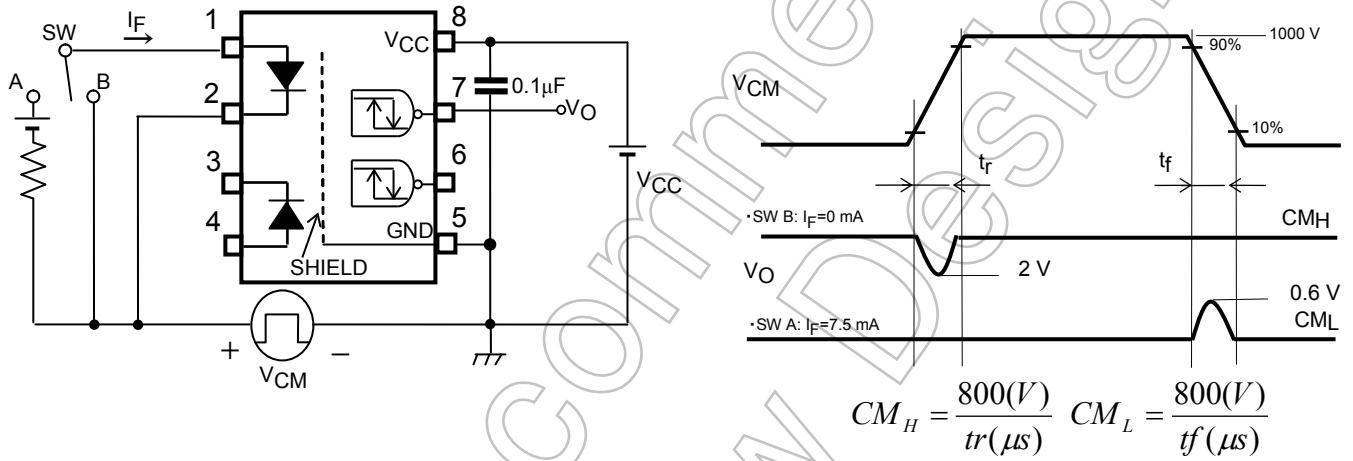 1
I_F
SW
A
B
2
3
4
8
V_CC
0.1μF
7
V_O
6
V_CC
GND
5
SHIELD
+
−
V_CM
1000 V
90%
V_CM
10%
t_r
t_f
·SW B: I_F=0 mA
CM_H
V_O
2 V
0.6 V
·SW A: I_F=7.5 mA
CM_L
CM_H = 800(V) / tr(μs) CM_L = 800(V) / tf(μs)